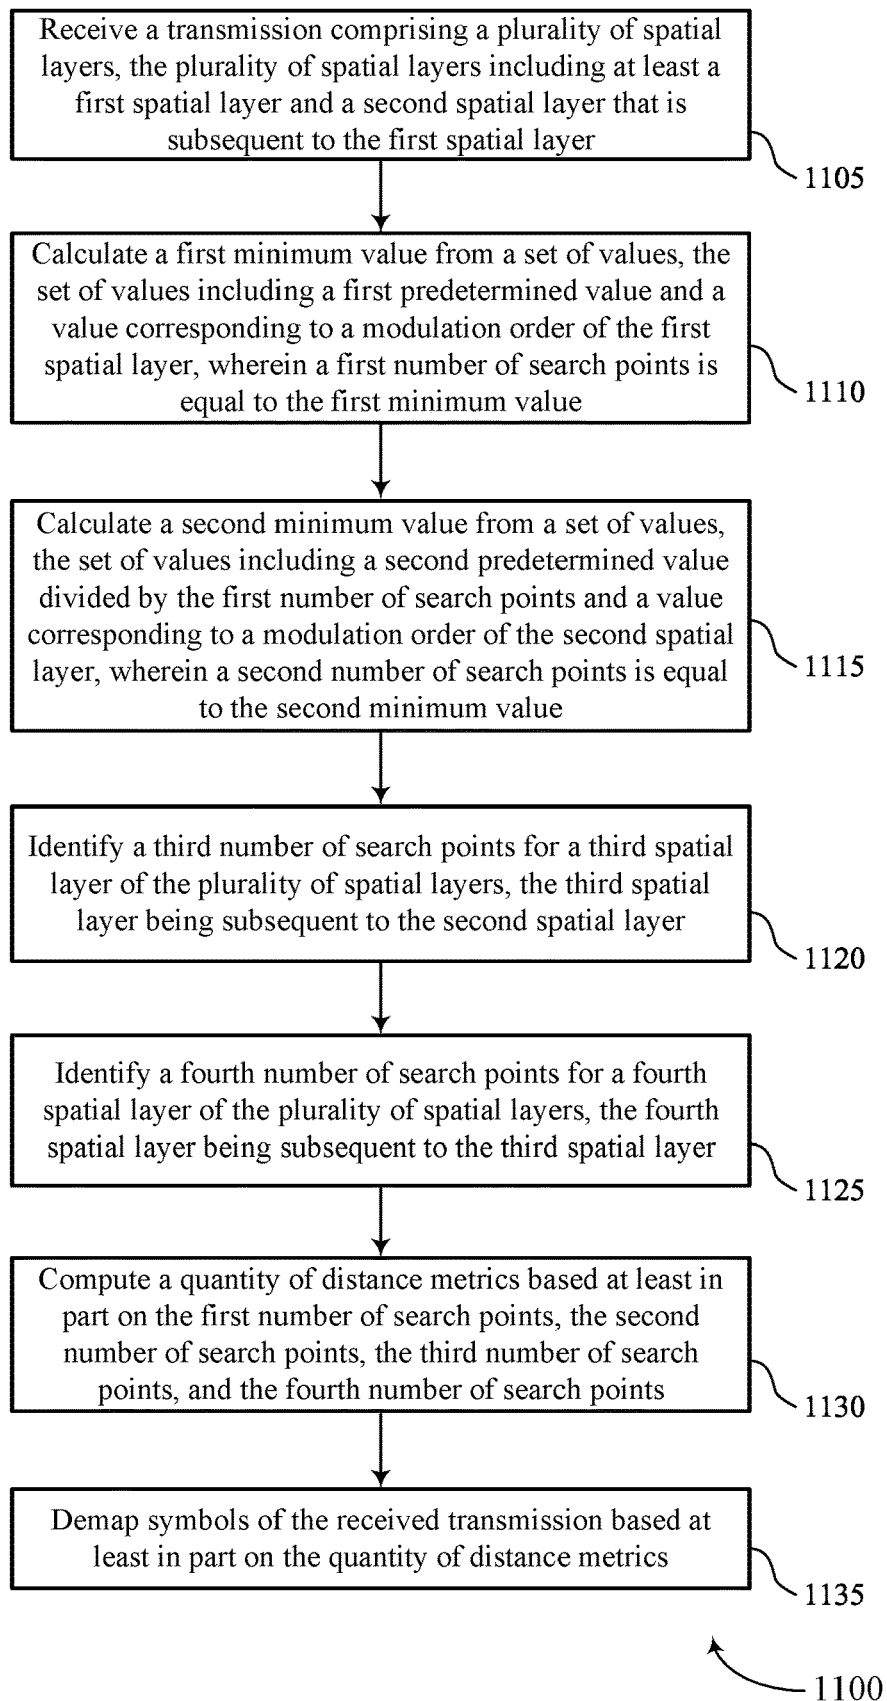 Receive a transmission comprising a plurality of spatial
layers, the plurality of spatial layers including at least a
first spatial layer and a second spatial layer that is
subsequent to the first spatial layer
1105
Calculate a first minimum value from a set of values, the
set of values including a first predetermined value and a
value corresponding to a modulation order of the first
spatial layer, wherein a first number of search points is
equal to the first minimum value
1110
Calculate a second minimum value from a set of values,
the set of values including a second predetermined value
divided by the first number of search points and a value
corresponding to a modulation order of the second spatial
layer, wherein a second number of search points is equal
to the second minimum value
1115
Identify a third number of search points for a third spatial
layer of the plurality of spatial layers, the third spatial
layer being subsequent to the second spatial layer
1120
Identify a fourth number of search points for a fourth
spatial layer of the plurality of spatial layers, the fourth
spatial layer being subsequent to the third spatial layer
1125
Compute a quantity of distance metrics based at least in
part on the first number of search points, the second
number of search points, the third number of search
points, and the fourth number of search points
1130
Demap symbols of the received transmission based at
least in part on the quantity of distance metrics
1135
1100